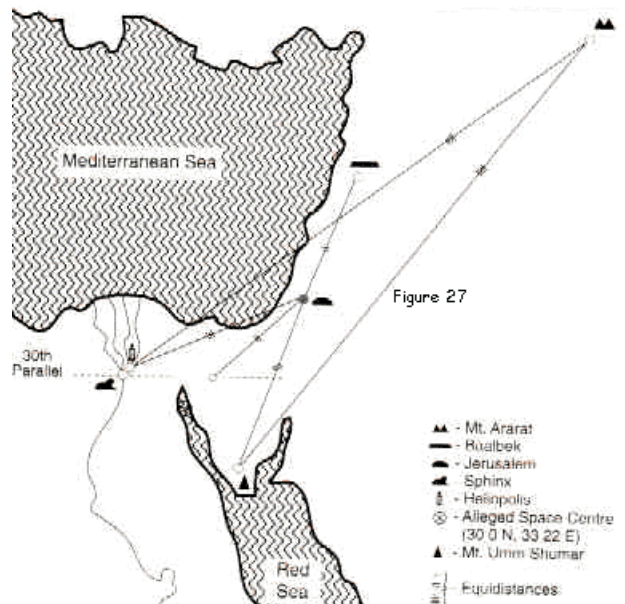 Mediterranean Sea
Figure 27
30th
Parallel
- Mt. Ararat
- Baalbek
- Jerusalem
- Sphinx
- Heliopolis
- Alleged Space Centre
(30 0 N, 33 22 E)
- Mt. Umm Shumar
Red
Sea
- Equidistances